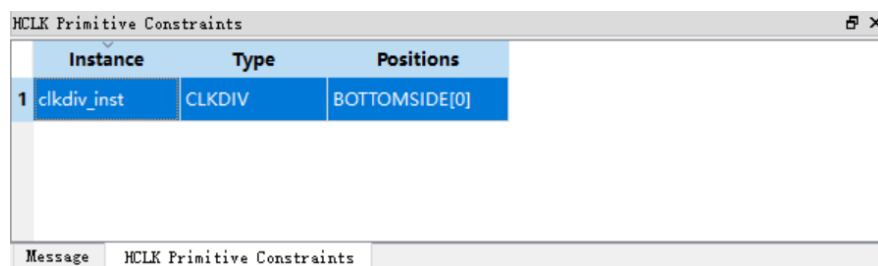 HCLK Primitive Constraints
Instance Type Positions
1 clkdiv_inst CLKDIV BOTTOMSIDE[0]
Message HCLK Primitive Constraints